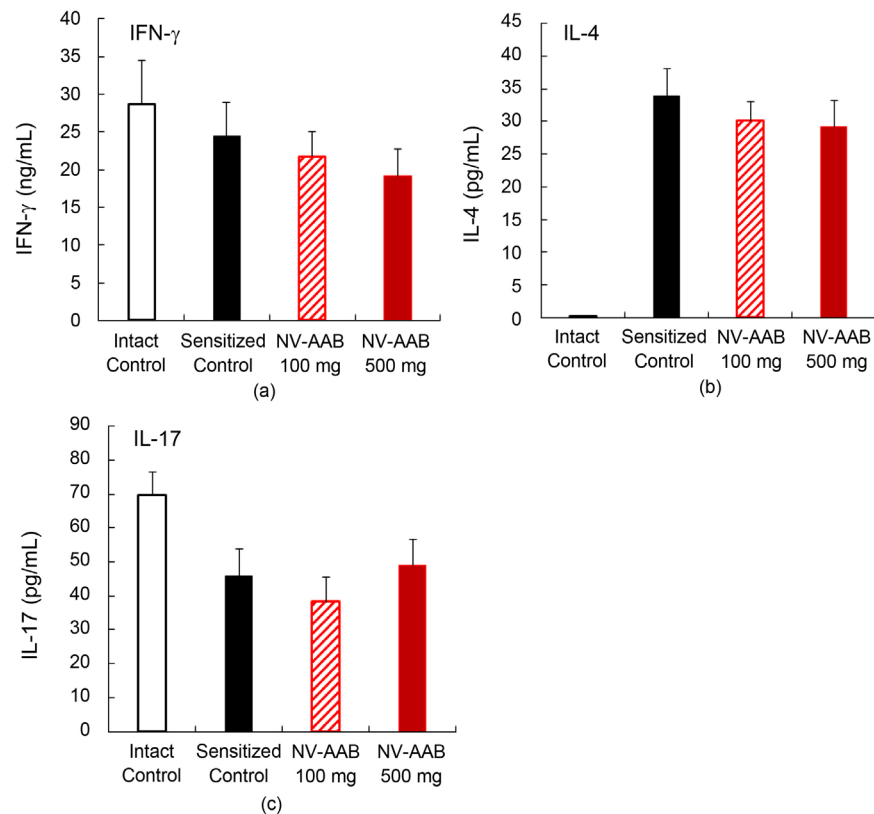 IFN-γ
IFN-γ (ng/mL)
40
35
30
25
20
15
10
5
0
Intact Control
Sensitized Control
NV-AAB 100 mg
NV-AAB 500 mg
(a)
IL-4
IL-4 (pg/mL)
45
40
35
30
25
20
15
10
5
0
Intact Control
Sensitized Control
NV-AAB 100 mg
NV-AAB 500 mg
(b)
IL-17
IL-17 (pg/mL)
90
80
70
60
50
40
30
20
10
0
Intact Control
Sensitized Control
NV-AAB 100 mg
NV-AAB 500 mg
(c)